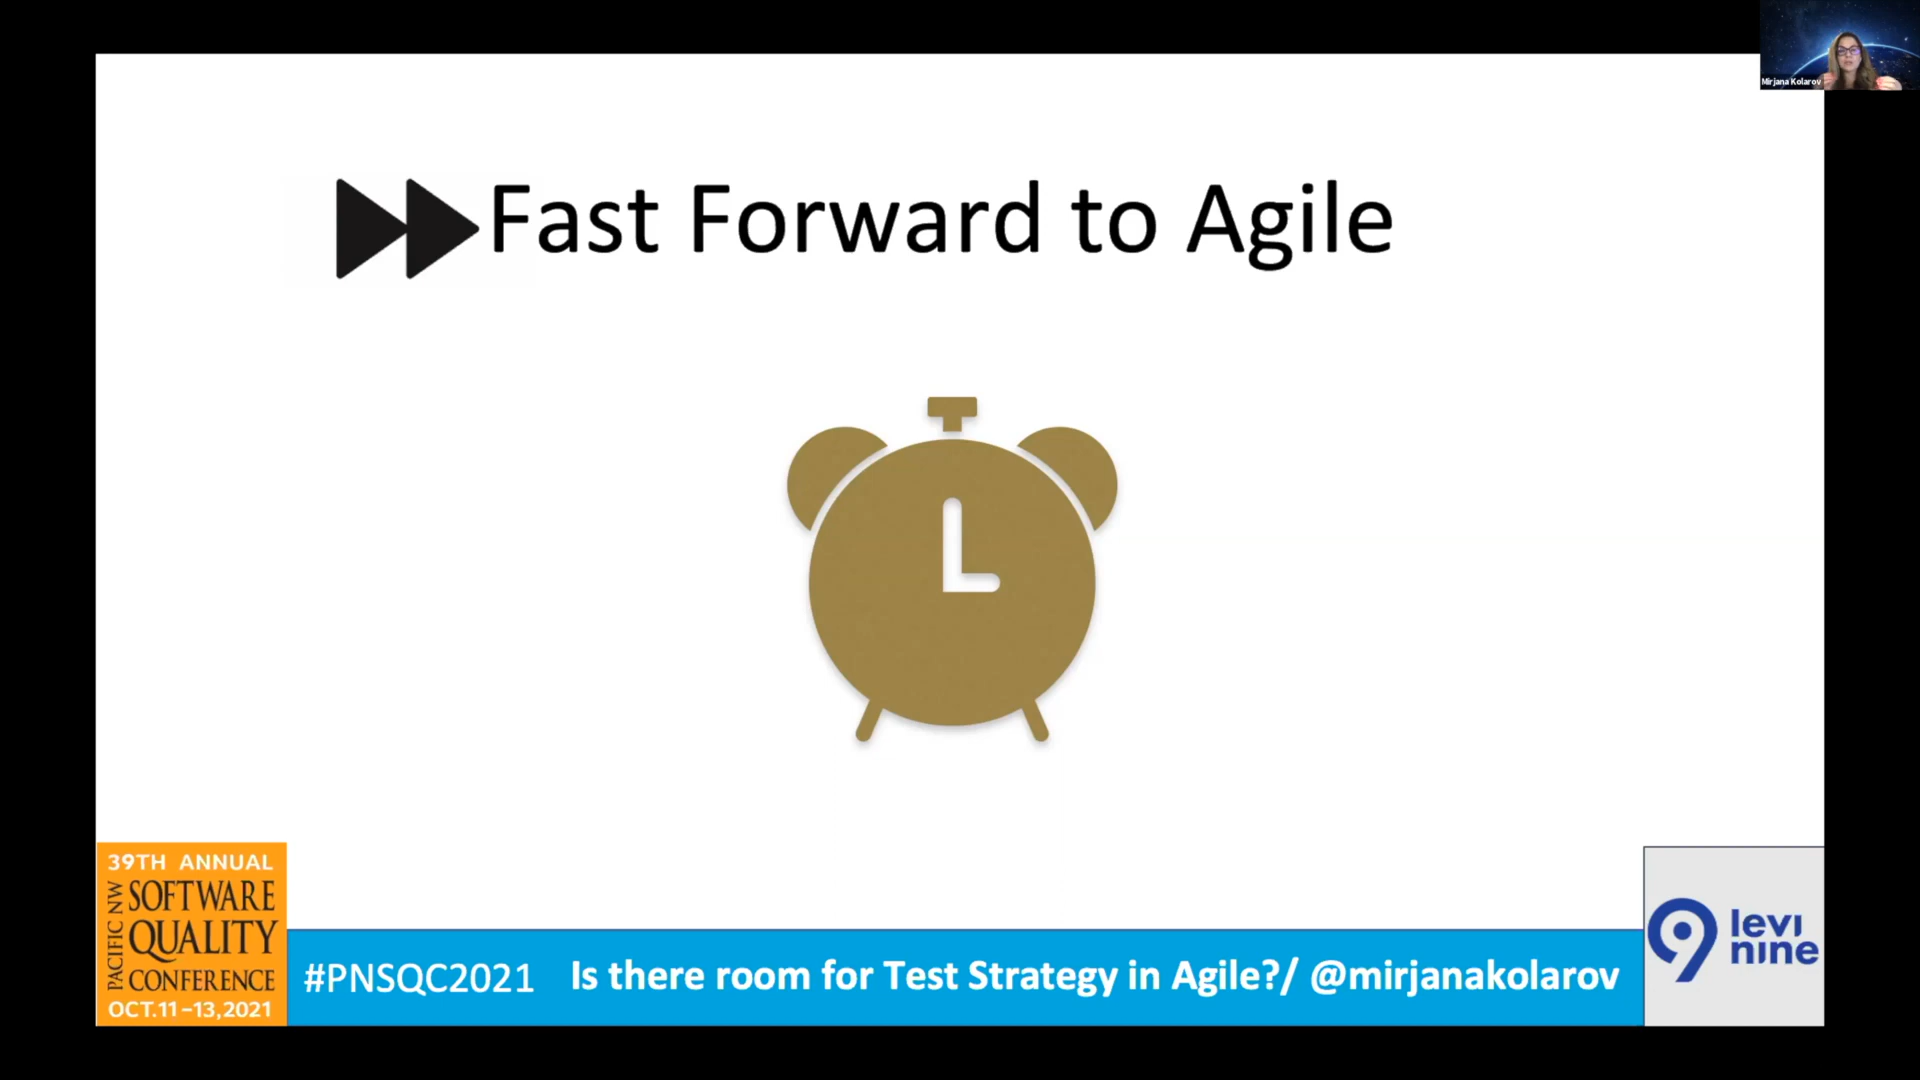 Mirjana Kolarov
Fast Forward to Agile
39TH ANNUAL
PACIFIC NW
SOFTWARE
QUALITY
CONFERENCE
OCT.11-13,2021
#PNSQC2021
Is there room for Test Strategy in Agile?/ @mirjanakolarov
9 levi
nine